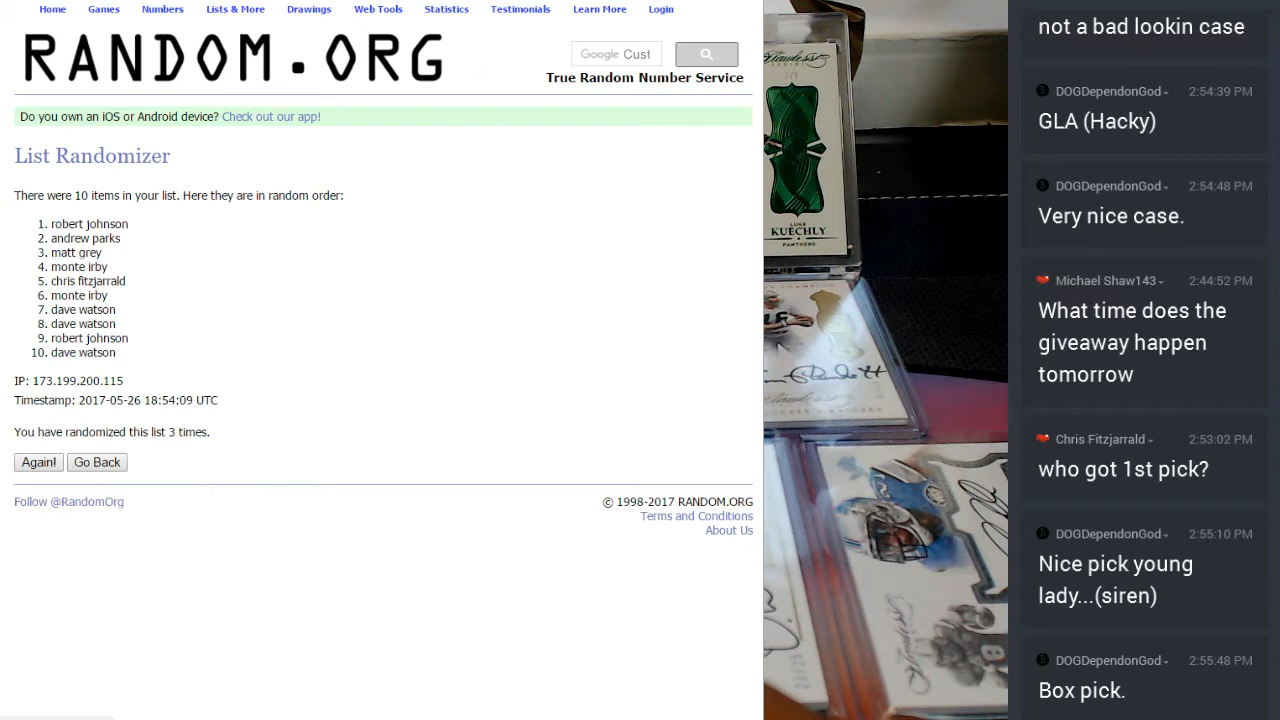 Home Games Numbers Lists & More Drawings Web Tools Statistics Testimonials Learn More Login
RANDOM.ORG
Google Cust
True Random Number Service
Do you own an iOS or Android device? Check out our app!
List Randomizer
There were 10 items in your list. Here they are in random order:
1. robert johnson
2. andrew parks
3. matt grey
4. monte irby
5. chris fitzjarrald
6. monte irby
7. dave watson
8. dave watson
9. robert johnson
10. dave watson
IP: 173.199.200.115
Timestamp: 2017-05-26 18:54:09 UTC
You have randomized this list 3 times.
Again! Go Back
Follow @RandomOrg
© 1998-2017 RANDOM.ORG
Terms and Conditions
About Us
Flawless
LUKE
KUECHLY
PANTHERS
Flawless
not a bad lookin case
DOGDependonGod 2:54:39 PM
GLA (Hacky)
DOGDependonGod 2:54:48 PM
Very nice case.
Michael Shaw143 2:44:52 PM
What time does the
giveaway happen
tomorrow
Chris Fitzjarrald 2:53:02 PM
who got 1st pick?
DOGDependonGod 2:55:10 PM
Nice pick young
lady...(siren)
DOGDependonGod 2:55:48 PM
Box pick.